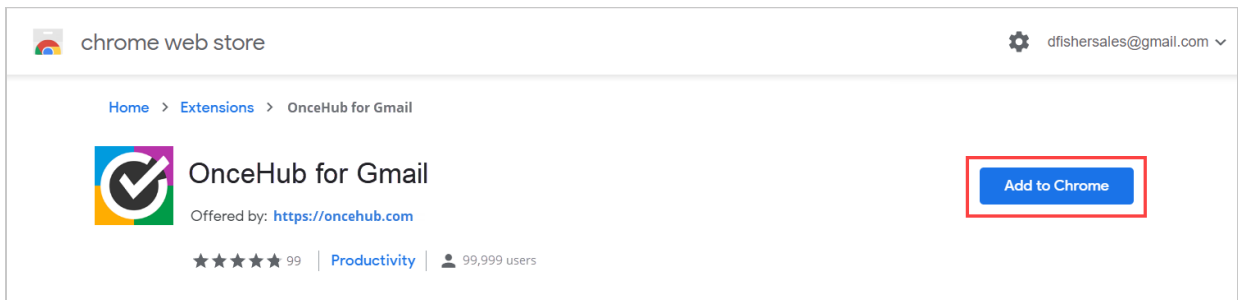 chrome web store
dfishersales@gmail.com
Home > Extensions > OnceHub for Gmail
OnceHub for Gmail
Add to Chrome
Offered by: https://oncehub.com
99 | Productivity | 99,999 users